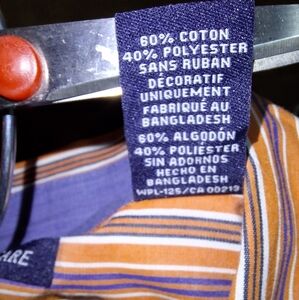 60% COTON
40% POLYESTER
SANS RUBAN
DÉCORATIF
UNIQUEMENT
FABRIQUÉ AU
BANGLADESH
60% ALGODÓN
40% POLIÉSTER
SIN ADORNOS
HECHO EN
BANGLADESH
WPL-125/CA 00213
ARE